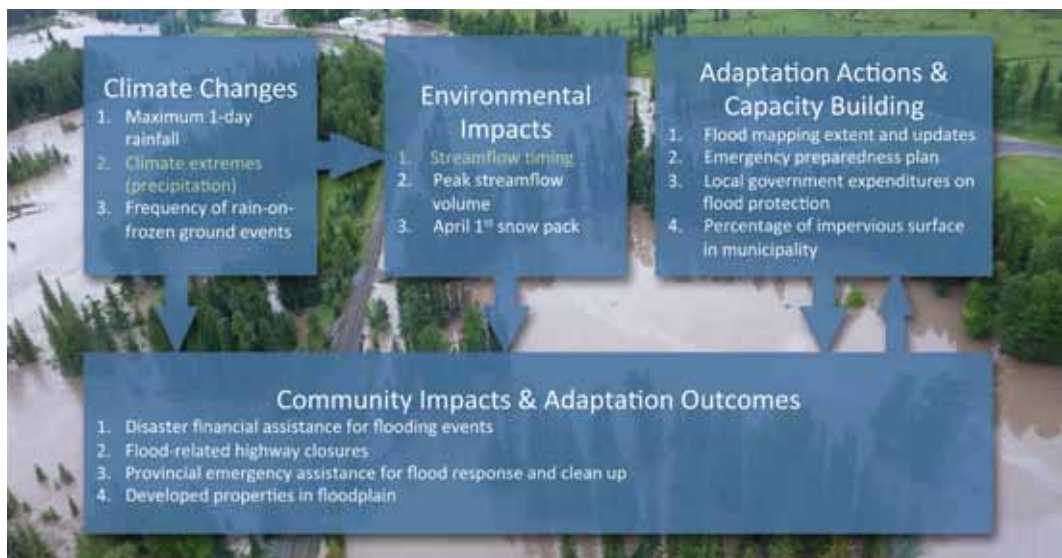 Climate Changes
1. Maximum 1-day
rainfall
2. Climate extremes
(precipitation)
3. Frequency of rain-on-
frozen ground events
Environmental
Impacts
1. Streamflow timing
2. Peak streamflow
volume
3. April 1st snow pack
Adaptation Actions &
Capacity Building
1. Flood mapping extent and updates
2. Emergency preparedness plan
3. Local government expenditures on
flood protection
4. Percentage of impervious surface
in municipality
Community Impacts & Adaptation Outcomes
1. Disaster financial assistance for flooding events
2. Flood-related highway closures
3. Provincial emergency assistance for flood response and clean up
4. Developed properties in floodplain